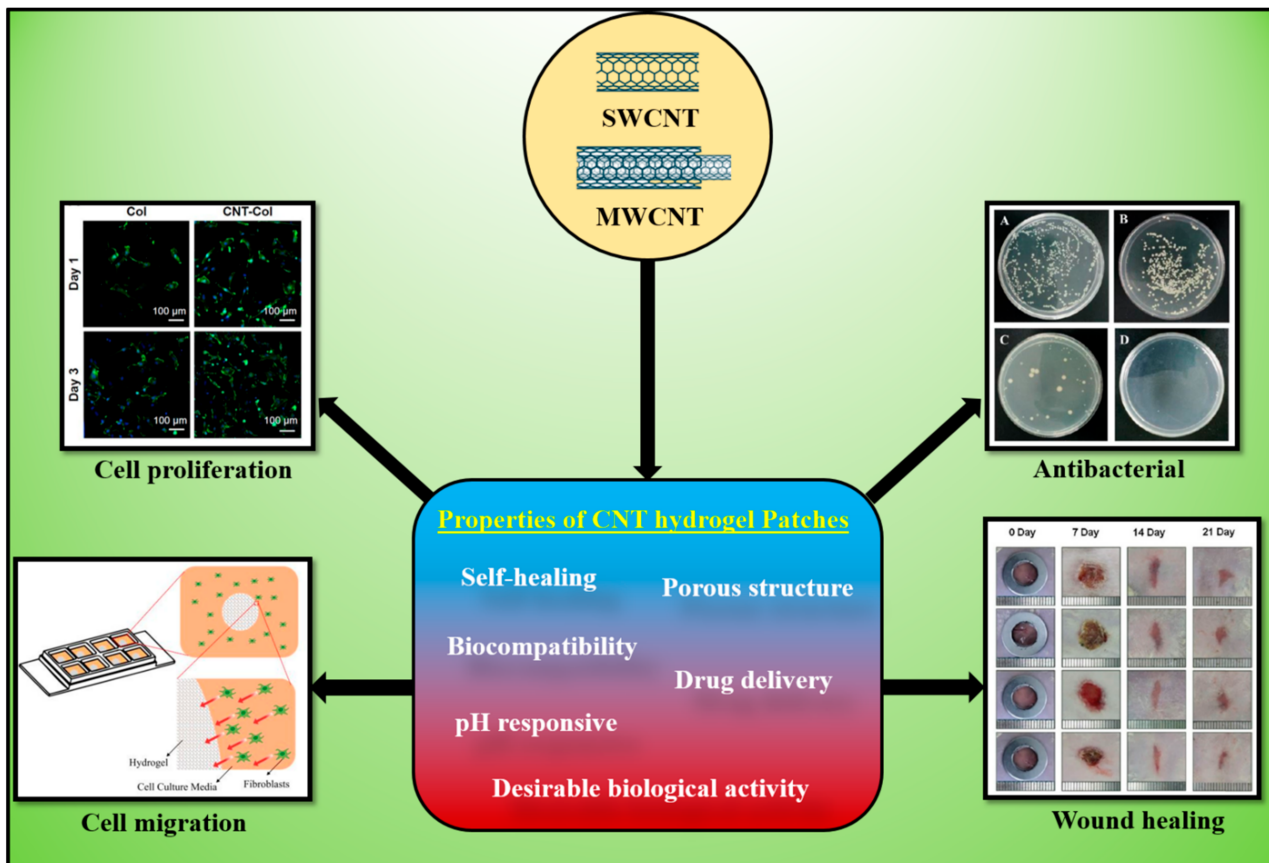 SWCNT
MWCNT
Col CNT-Col
Day 1
100 µm 100 µm
Day 3
100 µm 100 µm
Cell proliferation
A B
C D
Antibacterial
Properties of CNT hydrogel Patches
Self-healing
Porous structure
Biocompatibility
Drug delivery
pH responsive
Desirable biological activity
Hydrogel
Cell Culture Media
Fibroblasts
Cell migration
0 Day 7 Day 14 Day 21 Day
Wound healing